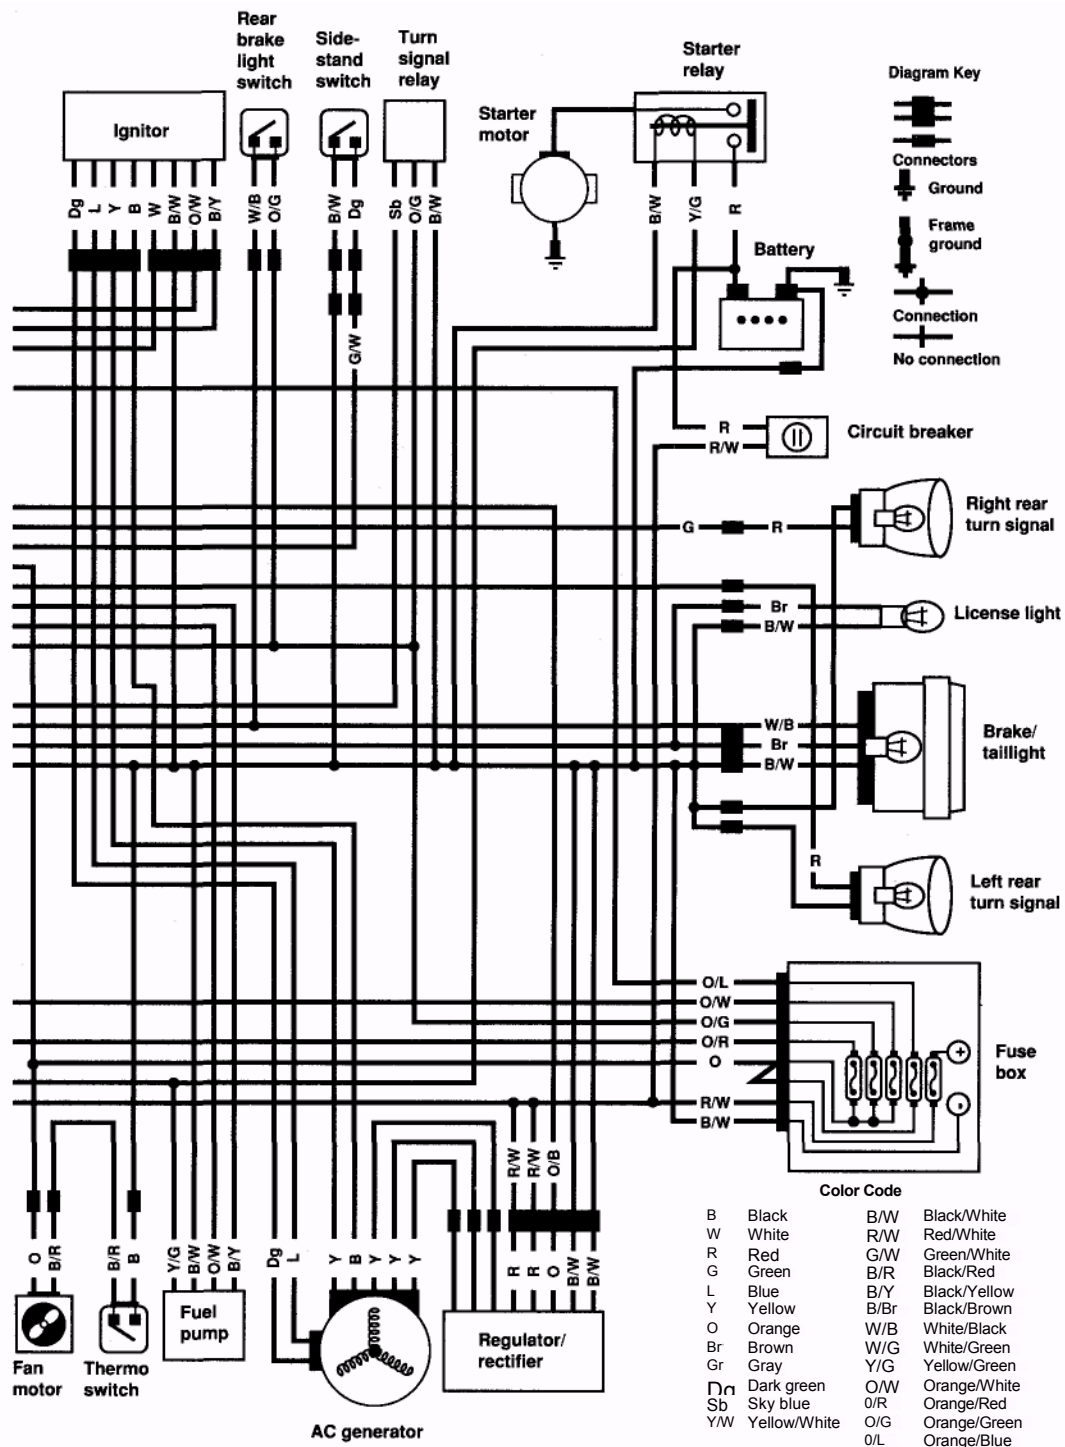 Rear
brake
light
switch
Side-
stand
switch
Turn
signal
relay
Starter
motor
Starter
relay
Diagram Key
Connectors
Ground
Frame
ground
Connection
No connection
Ignitor
Dg
L
Y
B
W
B/W
O/W
B/Y
W/B
O/G
B/W
Dg
Sb
O/G
B/W
B/W
Y/G
R
Battery
G/W
R
R/W
Circuit breaker
Right rear
turn signal
G
R
Br
B/W
License light
W/B
Br
B/W
Brake/
taillight
R
Left rear
turn signal
O/L
O/W
O/G
O/R
O
R/W
B/W
+
-
Fuse
box
R/W
R/W
O/B
O
B/R
B/R
B
Y/G
B/W
O/W
B/Y
Dg
L
Y
B
Y
Y
Y
R
R
O
B/W
B/W
Fan
motor
Thermo
switch
Fuel
pump
AC generator
Regulator/
rectifier
Color Code
B Black B/W Black/White
W White R/W Red/White
R Red G/W Green/White
G Green B/R Black/Red
L Blue B/Y Black/Yellow
Y Yellow B/Br Black/Brown
O Orange W/B White/Black
Br Brown W/G White/Green
Gr Gray Y/G Yellow/Green
Dg Dark green O/W Orange/White
Sb Sky blue 0/R Orange/Red
Y/W Yellow/White O/G Orange/Green
0/L Orange/Blue